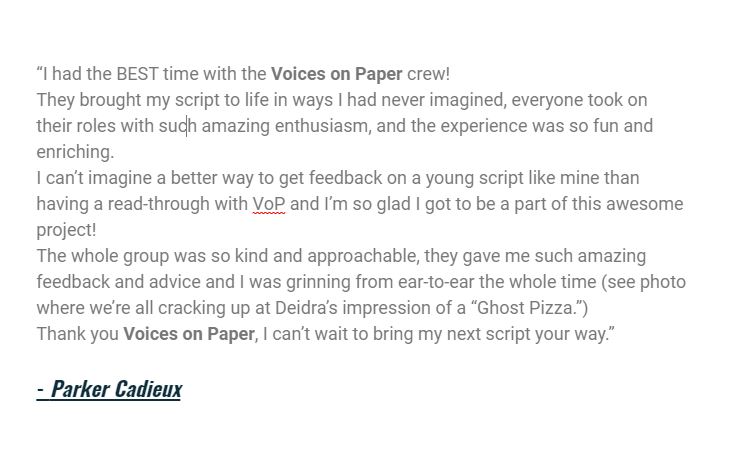 “I had the BEST time with the Voices on Paper crew!
They brought my script to life in ways I had never imagined, everyone took on
their roles with such amazing enthusiasm, and the experience was so fun and
enriching.
I can’t imagine a better way to get feedback on a young script like mine than
having a read-through with VoP and I’m so glad I got to be a part of this awesome
project!
The whole group was so kind and approachable, they gave me such amazing
feedback and advice and I was grinning from ear-to-ear the whole time (see photo
where we’re all cracking up at Deidra’s impression of a “Ghost Pizza.”)
Thank you Voices on Paper, I can’t wait to bring my next script your way.”
- Parker Cadieux